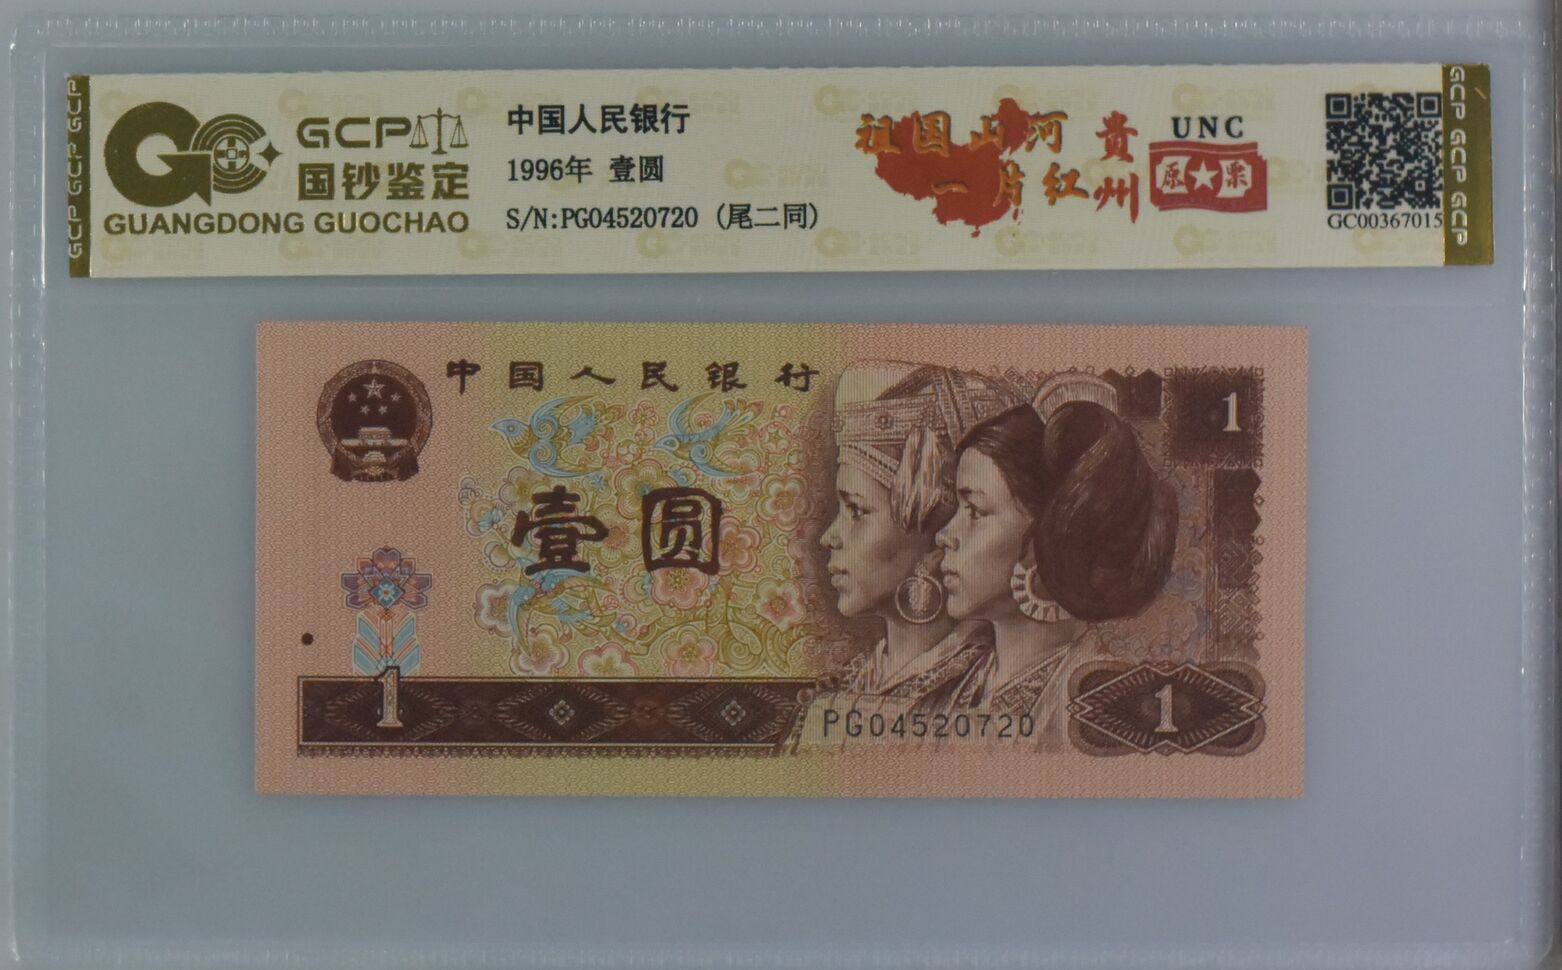 GCP
国钞鉴定
GUANGDONG GUOCHAO
中国人民银行
1996年 壹圆
S/N:PG04520720 (尾二同)
祖国山河
一片红
贵州
UNC
原★票
GC00367015
GCP GCP GCP
GCP GCP GCP
中国人民银行
1
壹圆
1
PG04520720
1